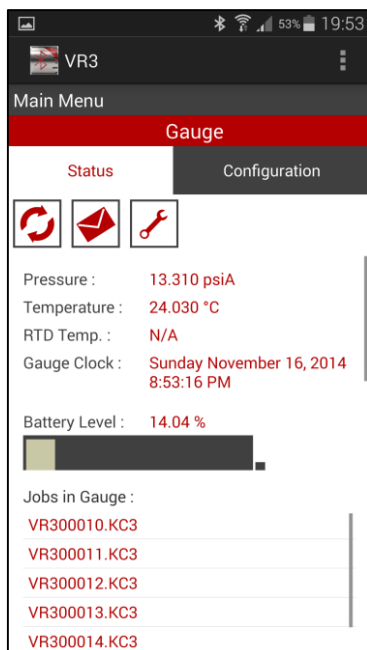 53% 19:53
VR3
Main Menu
Gauge
Status Configuration
Pressure : 13.310 psiA
Temperature : 24.030 °C
RTD Temp. : N/A
Gauge Clock : Sunday November 16, 2014
8:53:16 PM
Battery Level : 14.04 %
Jobs in Gauge :
VR300010.KC3
VR300011.KC3
VR300012.KC3
VR300013.KC3
VR300014.KC3